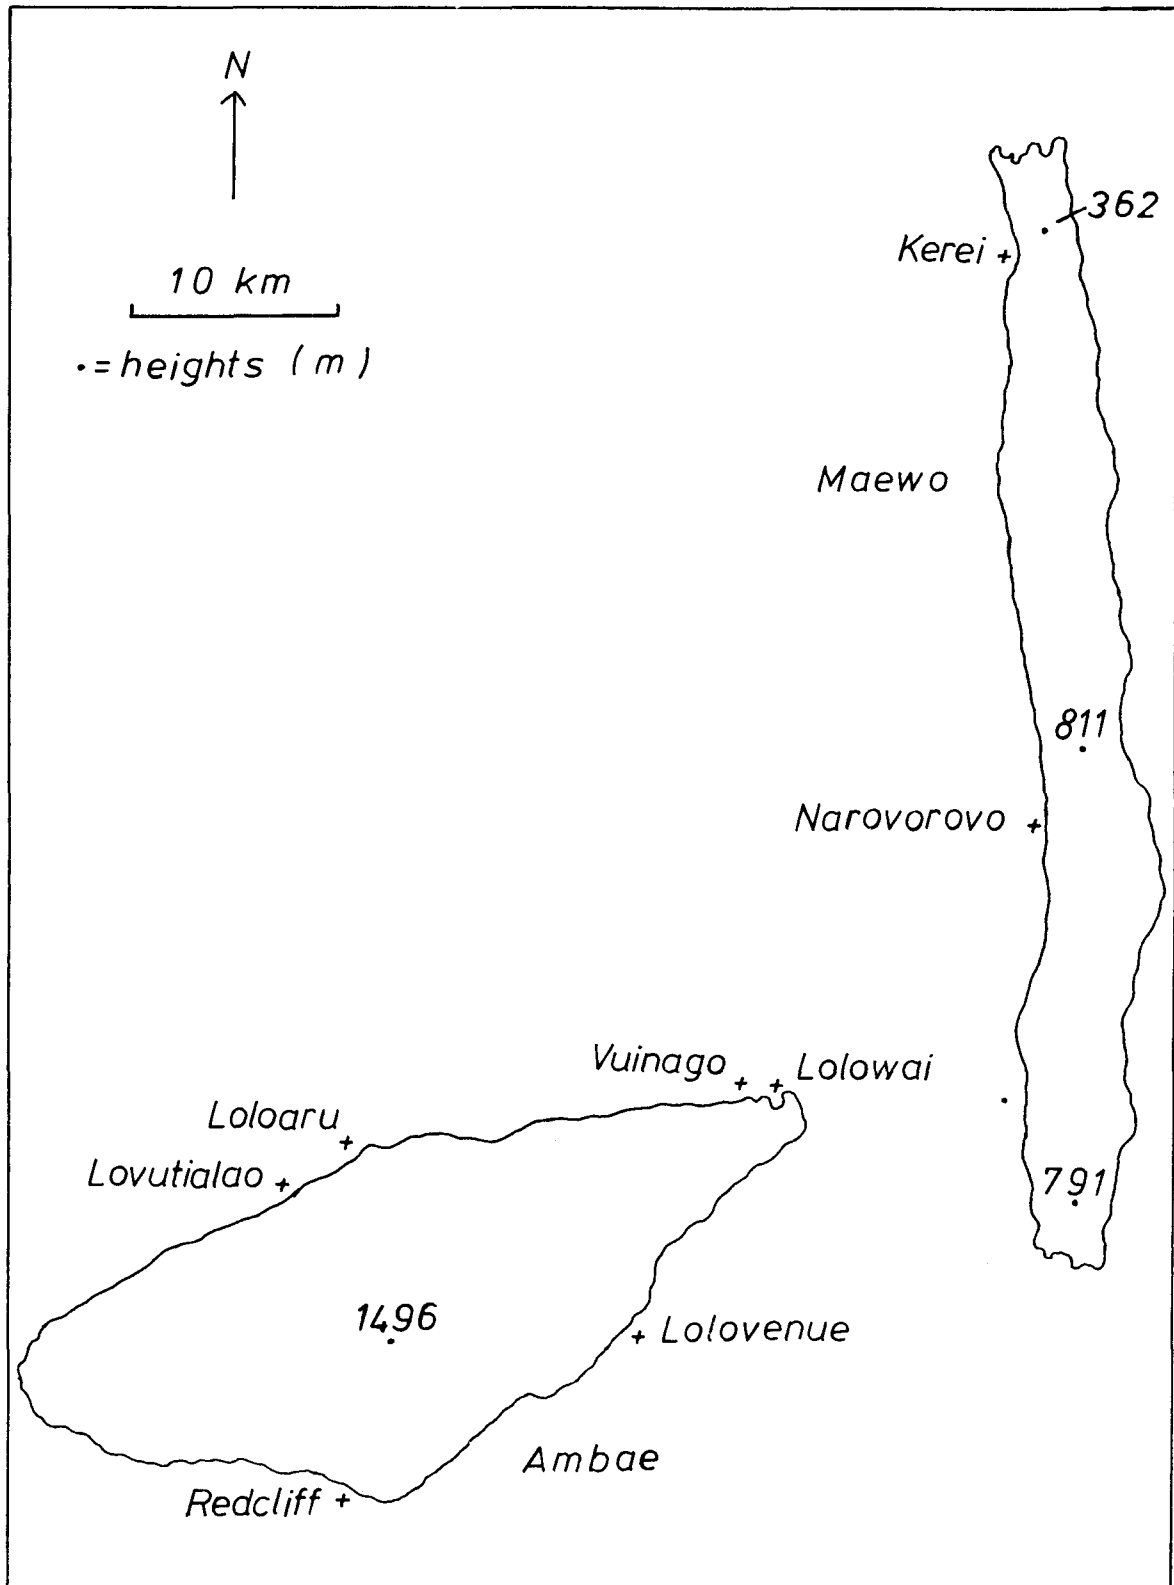 N
362
Kerei
10 km
• = heights (m)
Maewo
811
Narovorovo
Vuinago
Lolowai
Loloaru
Lovutialao
791
1496
Lolovenue
Ambae
Redcliff